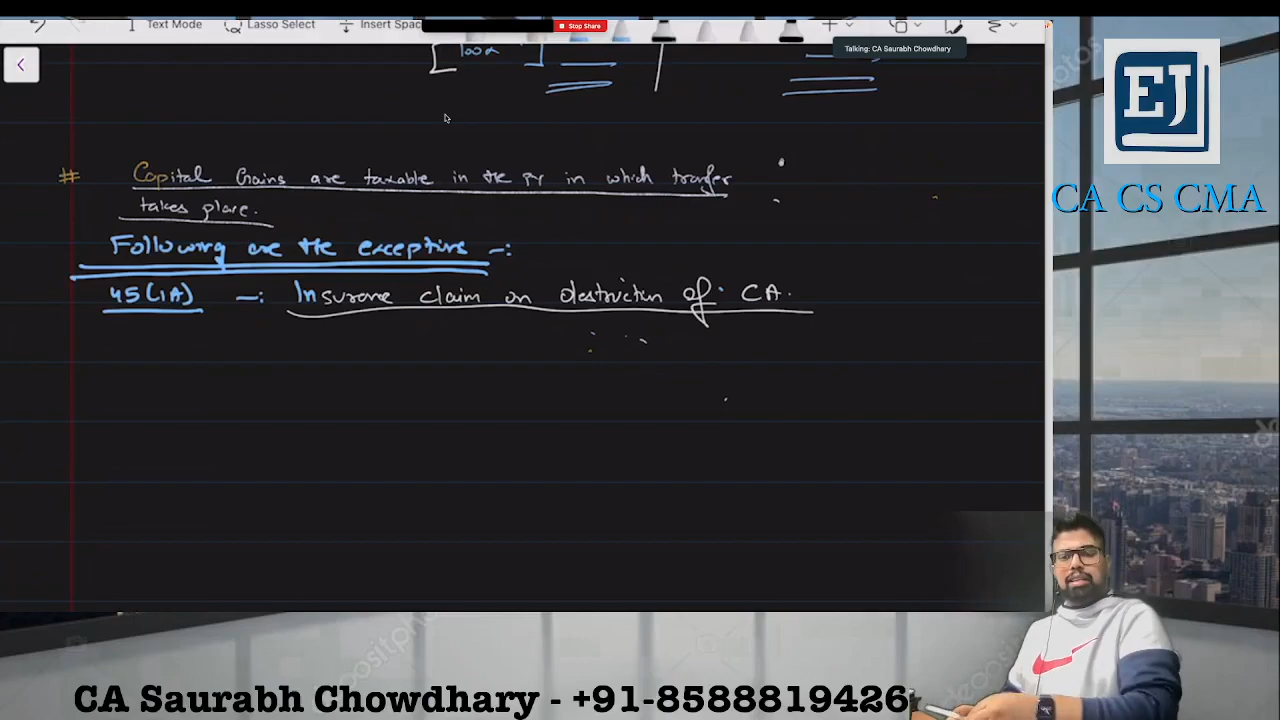 Text Mode
Lasso Select
Insert Spac
Stop Share
Talking: CA Saurabh Chowdhary
100%
EJ
CA CS CMA
# Capital Gains are taxable in the PY in which transfer
takes place.
Following are the exceptions -:
45(1A) -: Insurance claim on destruction of CA.
CA Saurabh Chowdhary - +91-8588819426